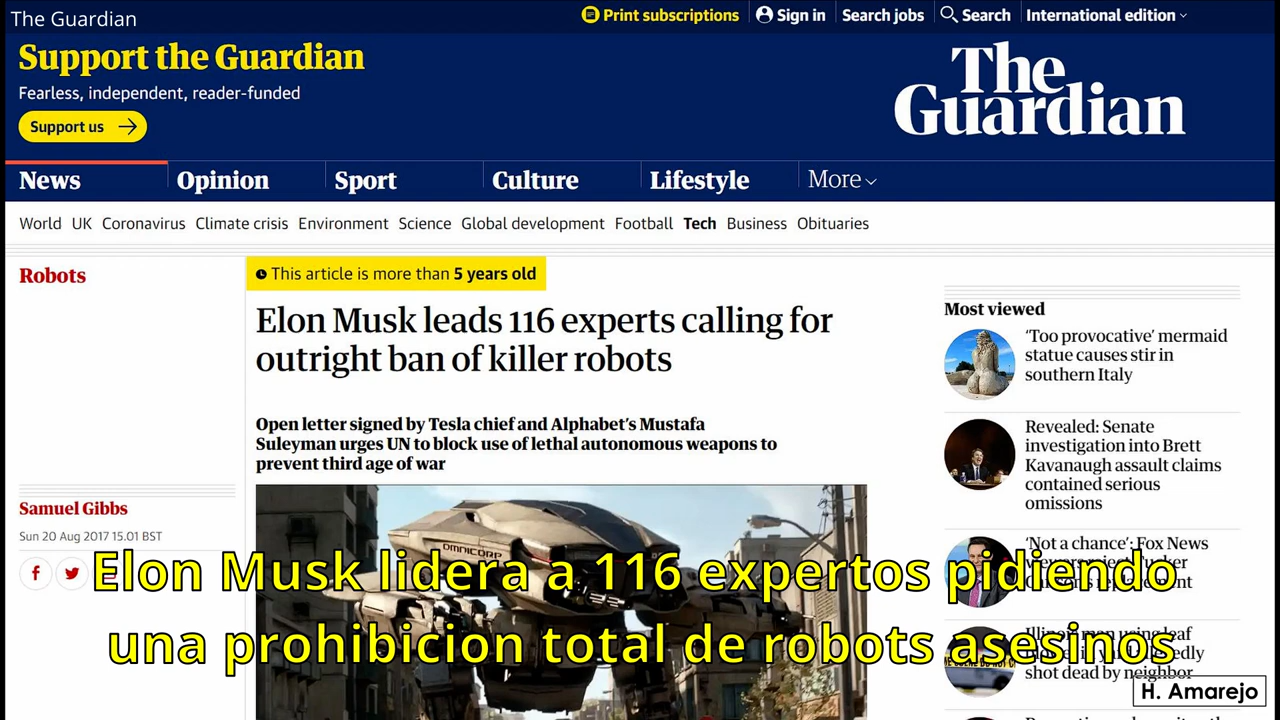 The Guardian
Print subscriptions
Sign in
Search jobs
Search
International edition
Support the Guardian
Fearless, independent, reader-funded
Support us
The
Guardian
News
Opinion
Sport
Culture
Lifestyle
More
World UK Coronavirus Climate crisis Environment Science Global development Football Tech Business Obituaries
Robots
This article is more than 5 years old
Elon Musk leads 116 experts calling for
outright ban of killer robots
Open letter signed by Tesla chief and Alphabet's Mustafa
Suleyman urges UN to block use of lethal autonomous weapons to
prevent third age of war
Samuel Gibbs
Sun 20 Aug 2017 15.01 BST
OMNICORP
Most viewed
‘Too provocative’ mermaid
statue causes stir in
southern Italy
Revealed: Senate
investigation into Brett
Kavanaugh assault claims
contained serious
omissions
‘Not a chance’: Fox News
shot dead by neighbor
Elon Musk lidera a 116 expertos pidiendo
una prohibicion total de robots asesinos
H. Amarejo